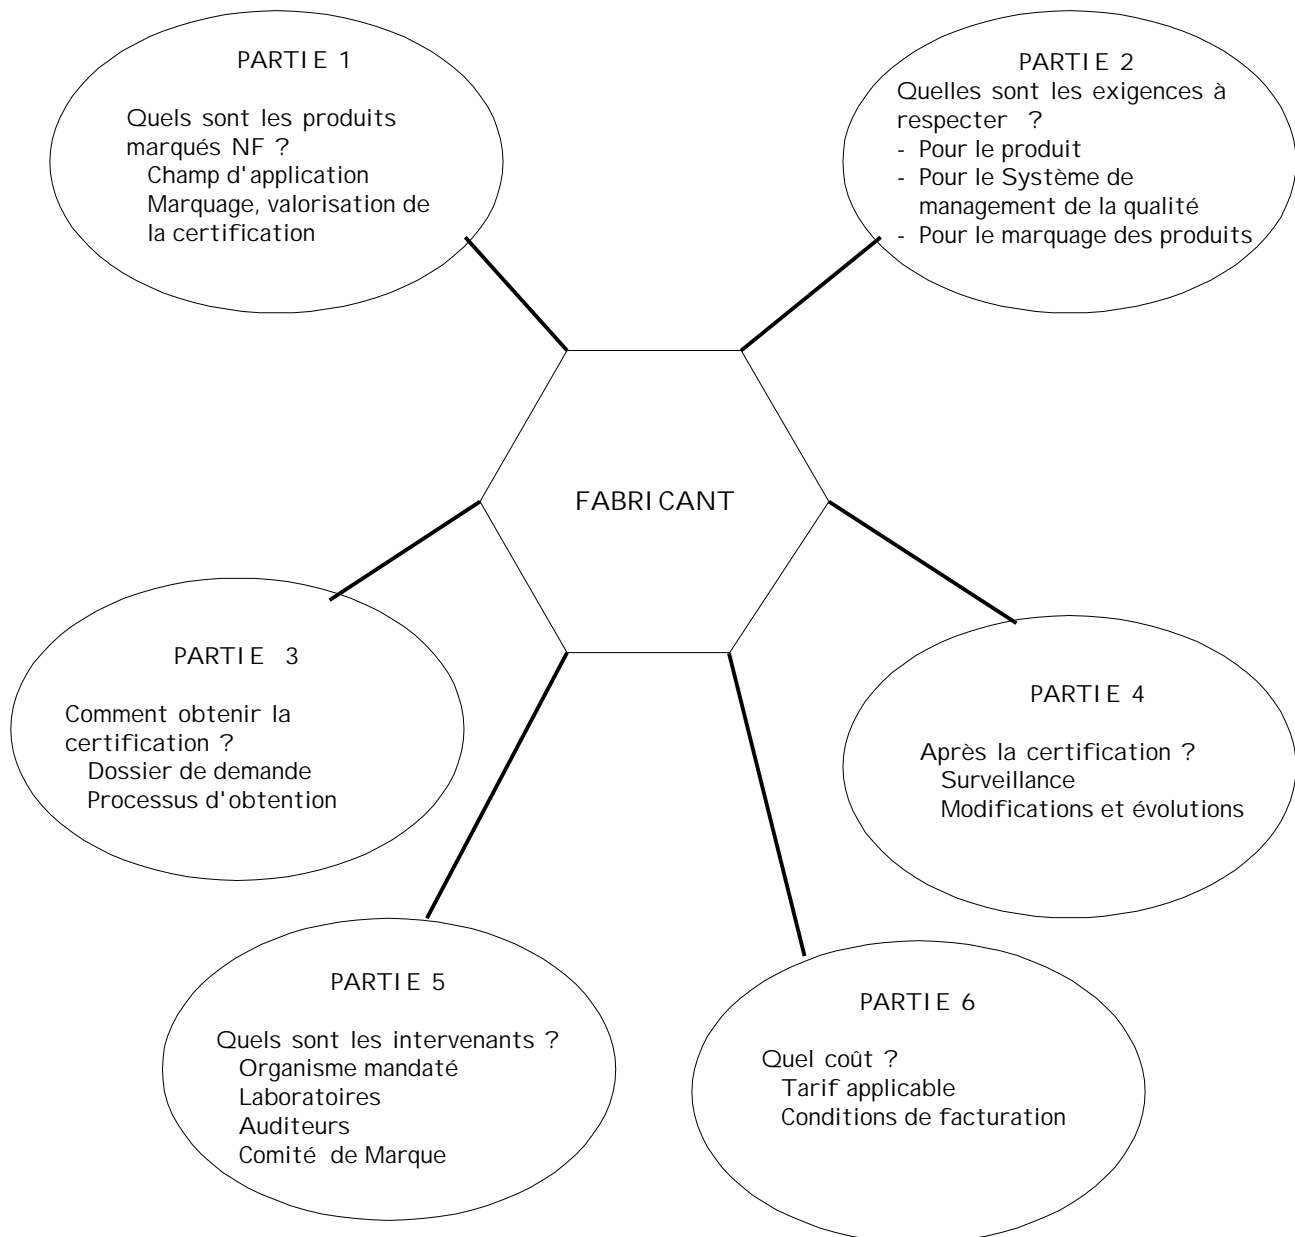 PARTIE 1
Quels sont les produits
marqués NF ?
Champ d'application
Marquage, valorisation de
la certification
PARTIE 2
Quelles sont les exigences à
respecter ?
- Pour le produit
- Pour le Système de
management de la qualité
- Pour le marquage des produits
FABRICANT
PARTIE 3
Comment obtenir la
certification ?
Dossier de demande
Processus d'obtention
PARTIE 4
Après la certification ?
Surveillance
Modifications et évolutions
PARTIE 5
Quels sont les intervenants ?
Organisme mandaté
Laboratoires
Auditeurs
Comité de Marque
PARTIE 6
Quel coût ?
Tarif applicable
Conditions de facturation